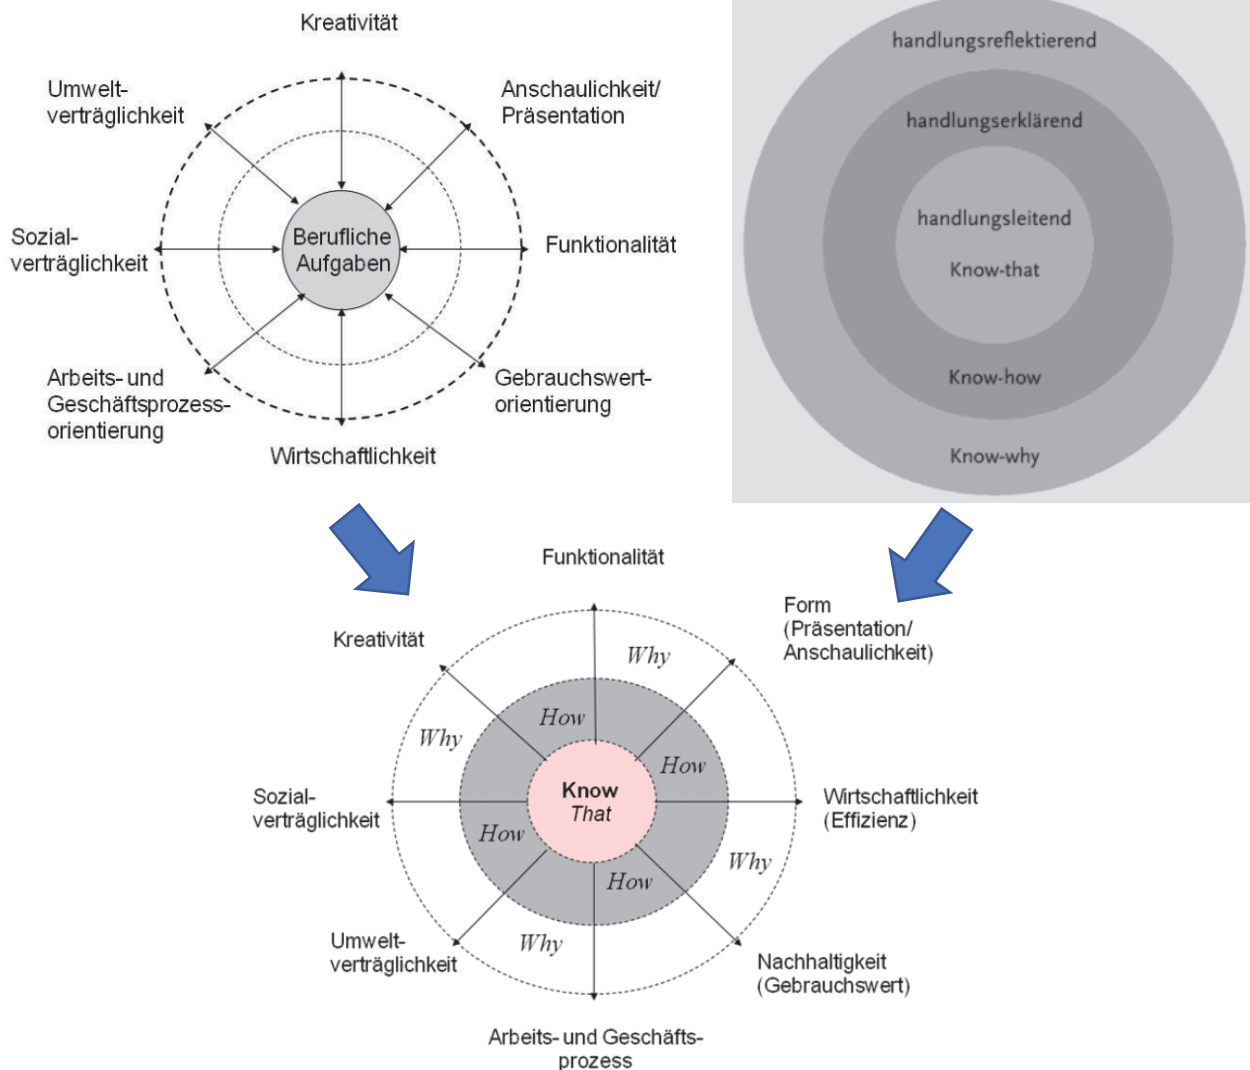 Kreativität
Umwelt-
verträglichkeit
Anschaulichkeit/
Präsentation
Sozial-
verträglichkeit
Berufliche
Aufgaben
Funktionalität
Arbeits- und
Geschäftsprozess-
orientierung
Gebrauchswert-
orientierung
Wirtschaftlichkeit
handlungsreflektierend
handlungserklärend
handlungsleitend
Know-that
Know-how
Know-why
Funktionalität
Kreativität
Form
(Präsentation/
Anschaulichkeit)
Why
How
Why
How
Sozial-
verträglichkeit
Know
That
Wirtschaftlichkeit
(Effizienz)
How
Why
How
Umwelt-
verträglichkeit
Why
Nachhaltigkeit
(Gebrauchswert)
Arbeits- und Geschäfts-
prozess